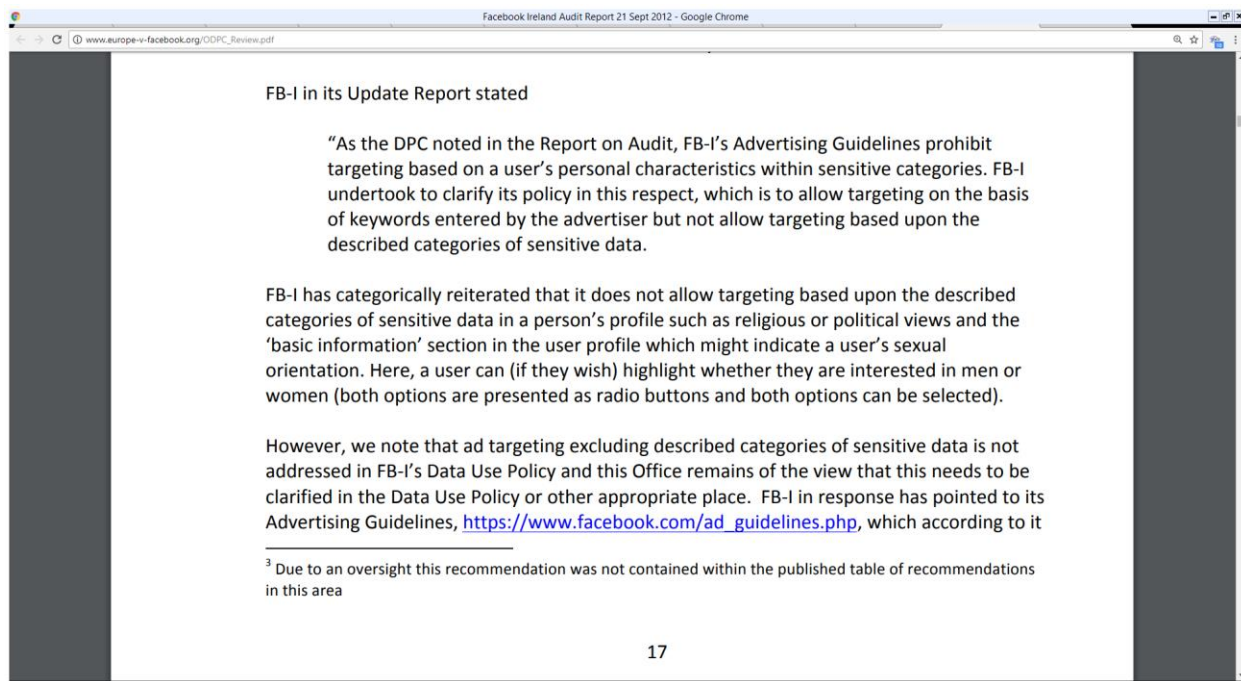 Facebook Ireland Audit Report 21 Sept 2012 - Google Chrome
www.europe-v-facebook.org/ODPC_Review.pdf
FB-I in its Update Report stated
“As the DPC noted in the Report on Audit, FB-I’s Advertising Guidelines prohibit
targeting based on a user’s personal characteristics within sensitive categories. FB-I
undertook to clarify its policy in this respect, which is to allow targeting on the basis
of keywords entered by the advertiser but not allow targeting based upon the
described categories of sensitive data.
FB-I has categorically reiterated that it does not allow targeting based upon the described
categories of sensitive data in a person’s profile such as religious or political views and the
‘basic information’ section in the user profile which might indicate a user’s sexual
orientation. Here, a user can (if they wish) highlight whether they are interested in men or
women (both options are presented as radio buttons and both options can be selected).
However, we note that ad targeting excluding described categories of sensitive data is not
addressed in FB-I’s Data Use Policy and this Office remains of the view that this needs to be
clarified in the Data Use Policy or other appropriate place.  FB-I in response has pointed to its
Advertising Guidelines, https://www.facebook.com/ad_guidelines.php, which according to it
3 Due to an oversight this recommendation was not contained within the published table of recommendations
in this area
17